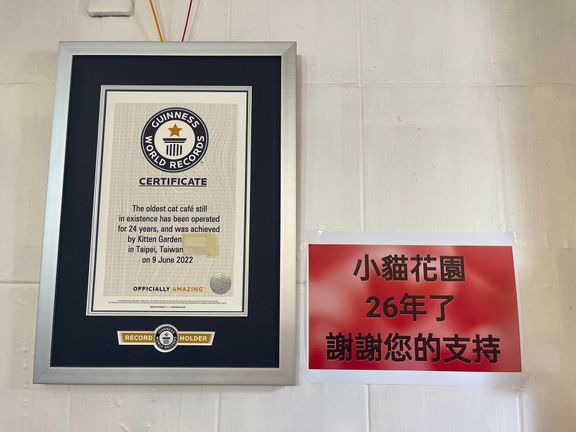 GUINNESS WORLD RECORDS
CERTIFICATE
The oldest cat café still
in existence has been operated
for 24 years, and was achieved
by Kitten Garden
in Taipei, Taiwan
on 9 June 2022
OFFICIALLY AMAZING
RECORD HOLDER
小貓花園
26年了
謝謝您的支持